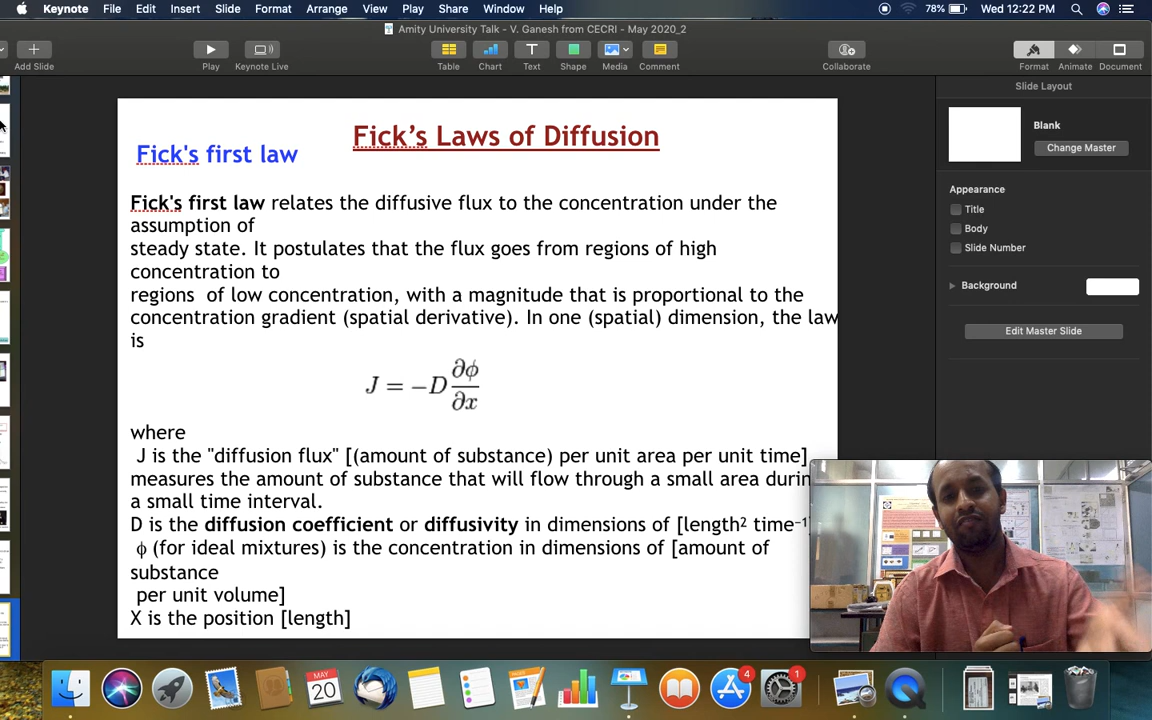 Keynote File Edit Insert Slide Format Arrange View Play Share Window Help 78% Wed 12:22 PM
Amity University Talk - V. Ganesh from CECRI - May 2020_2
Add Slide Play Keynote Live Table Chart Text Shape Media Comment Collaborate Format Animate Document
Slide Layout
Blank
Change Master
Appearance
Title
Body
Slide Number
Background
Edit Master Slide
Fick’s Laws of Diffusion
Fick's first law
Fick's first law relates the diffusive flux to the concentration under the
assumption of
steady state. It postulates that the flux goes from regions of high
concentration to
regions of low concentration, with a magnitude that is proportional to the
concentration gradient (spatial derivative). In one (spatial) dimension, the law
is
J = −D ∂ϕ/∂x
where
J is the "diffusion flux" [(amount of substance) per unit area per unit time]
measures the amount of substance that will flow through a small area durin
a small time interval.
D is the diffusion coefficient or diffusivity in dimensions of [length² time⁻¹]
ϕ (for ideal mixtures) is the concentration in dimensions of [amount of
substance
per unit volume]
X is the position [length]
MAY
20
4
1